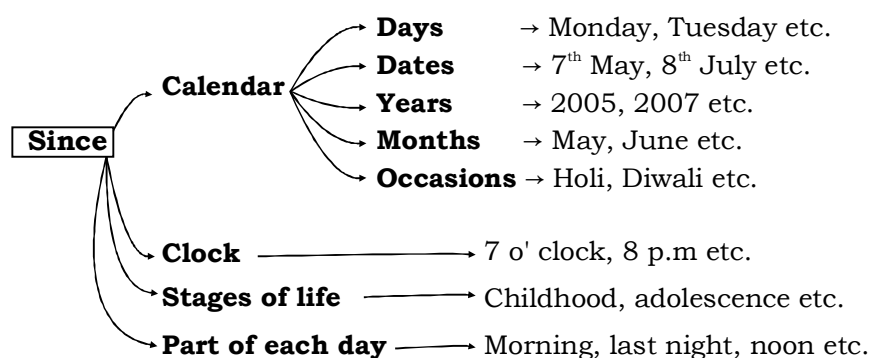 Days → Monday, Tuesday etc.
Dates → 7th May, 8th July etc.
Calendar
Years → 2005, 2007 etc.
Since
Months → May, June etc.
Occasions → Holi, Diwali etc.
Clock → 7 o' clock, 8 p.m etc.
Stages of life → Childhood, adolescence etc.
Part of each day → Morning, last night, noon etc.